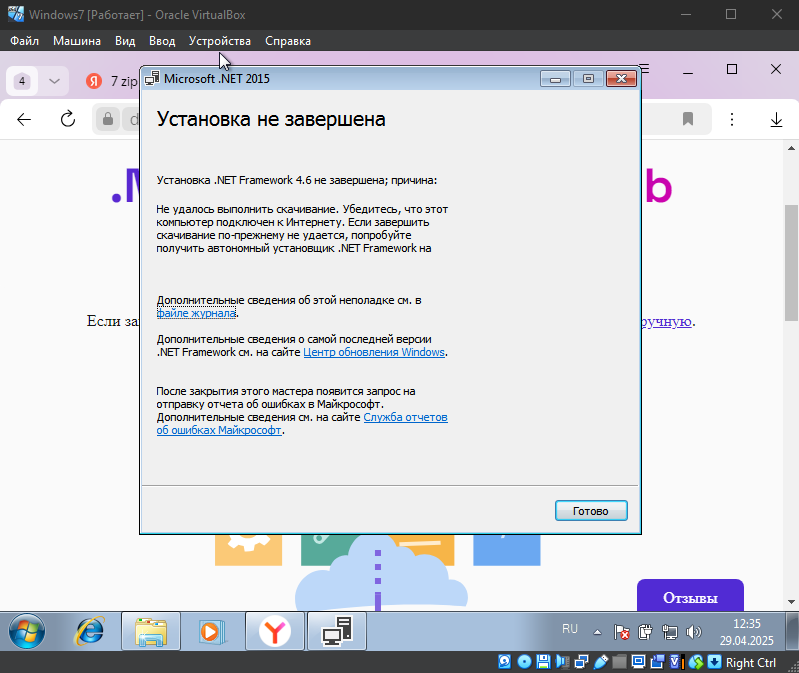 Windows7 [Работает] - Oracle VirtualBox
Файл Машина Вид Ввод Устройства Справка
4
Я 7 zip
Microsoft .NET 2015
Установка не завершена
Установка .NET Framework 4.6 не завершена; причина:
Не удалось выполнить скачивание. Убедитесь, что этот
компьютер подключен к Интернету. Если завершить
скачивание по-прежнему не удается, попробуйте
получить автономный установщик .NET Framework на
Дополнительные сведения об этой неполадке см. в
файле журнала.
Дополнительные сведения о самой последней версии
.NET Framework см. на сайте Центр обновления Windows.
После закрытия этого мастера появится запрос на
отправку отчета об ошибках в Майкрософт.
Дополнительные сведения см. на сайте Служба отчетов
об ошибках Майкрософт.
Готово
b
Если
Отзывы
RU
12:35
29.04.2025
Right Ctrl